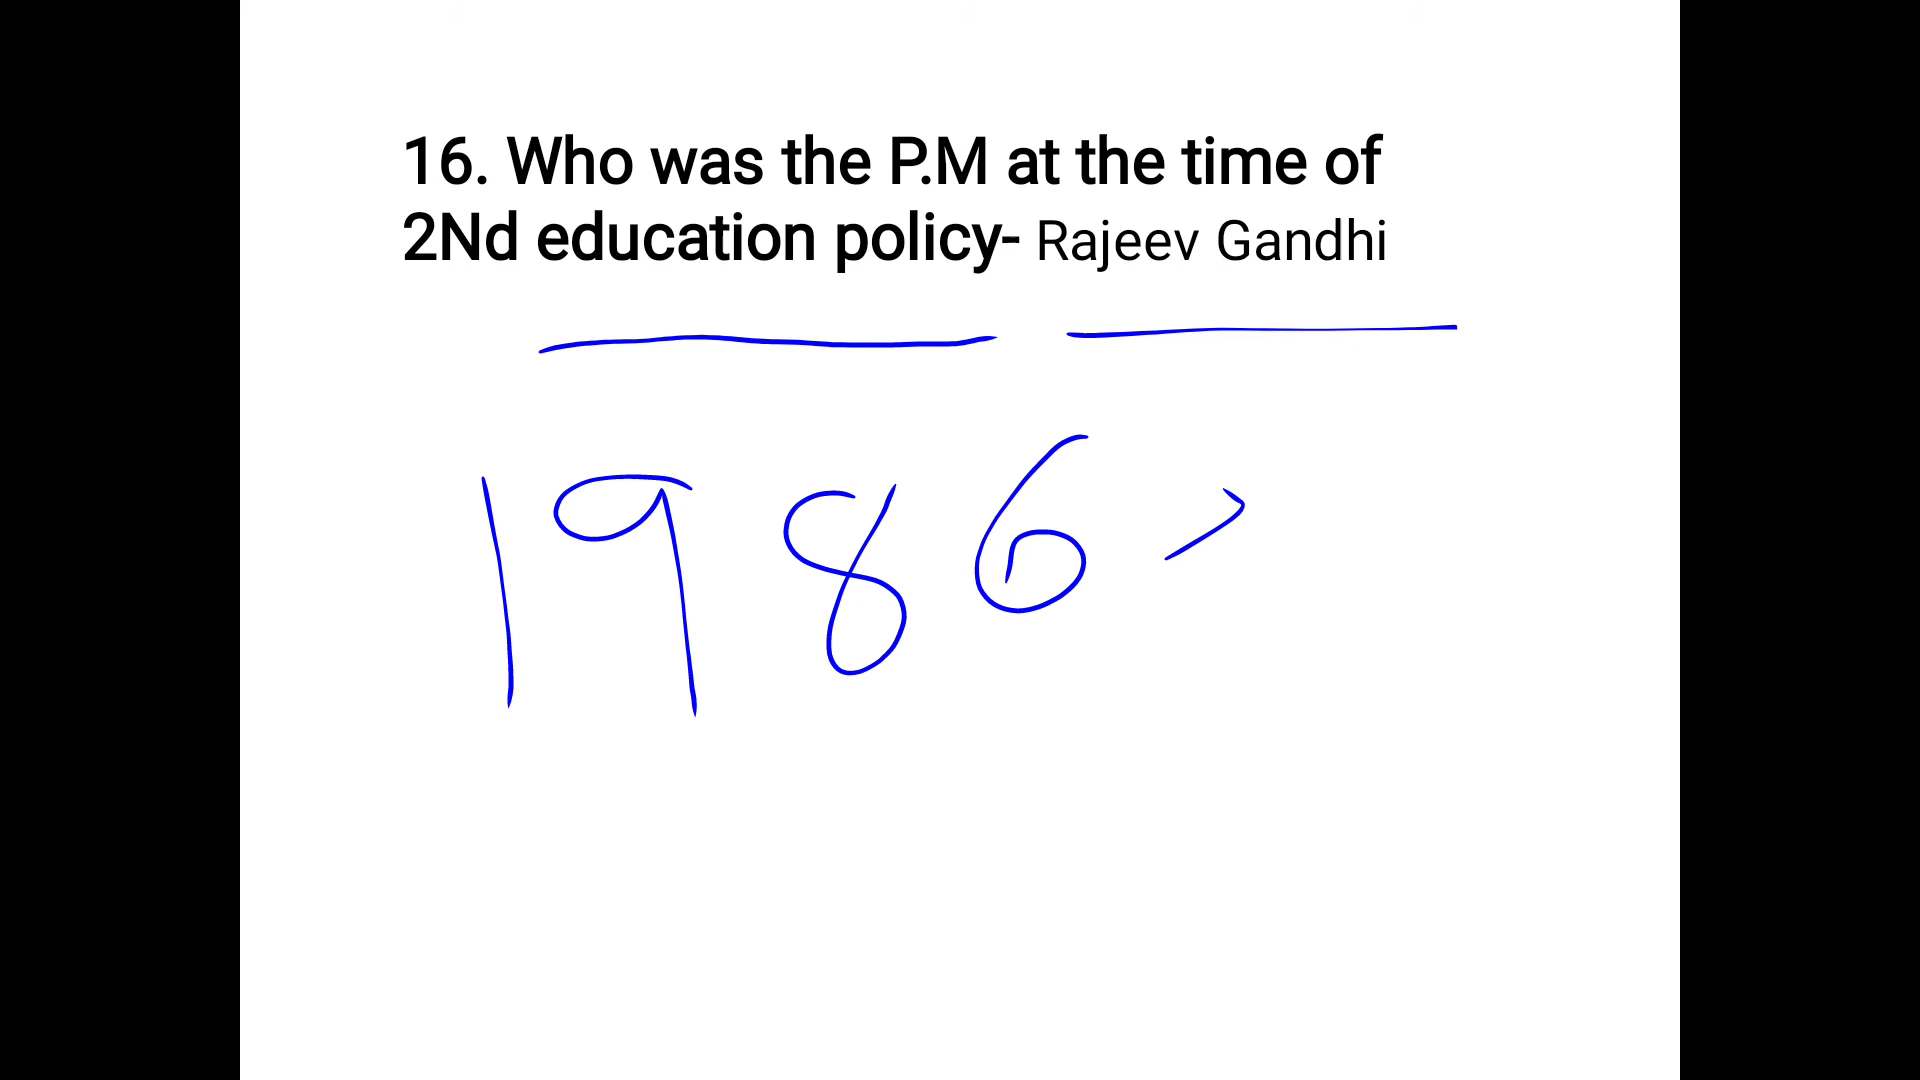 16. Who was the P.M at the time of
2Nd education policy- Rajeev Gandhi
1986